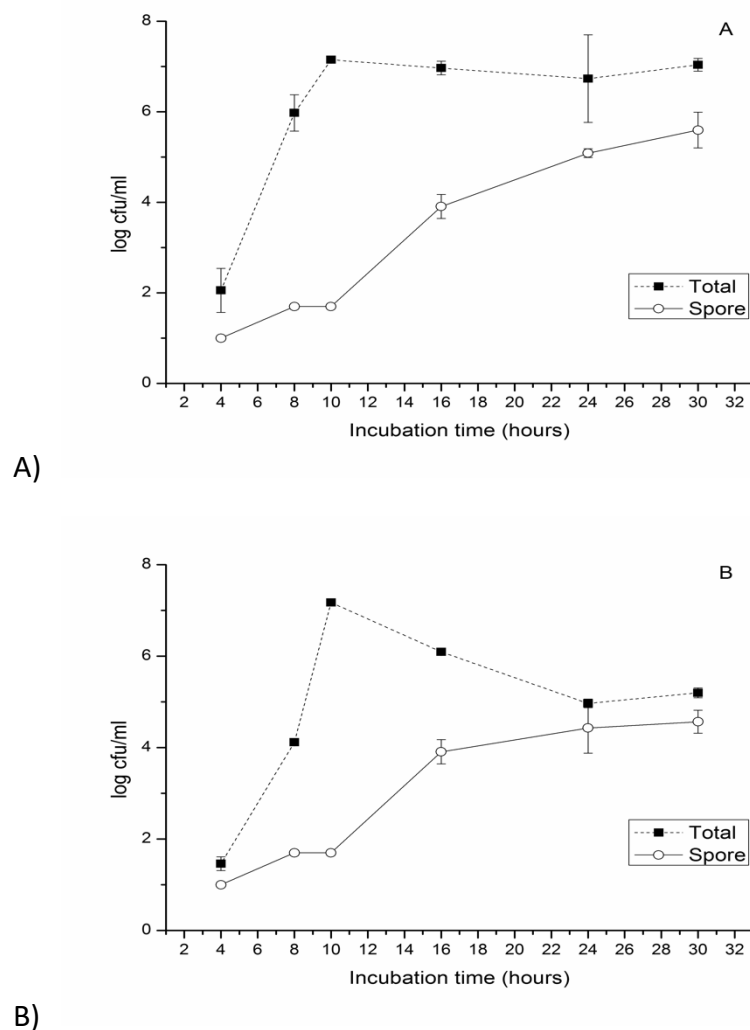 A
8
6
4
2
0
log cfu/ml
Total
Spore
2 4 6 8 10 12 14 16 18 20 22 24 26 28 30 32
Incubation time (hours)
A)
B
8
6
4
2
0
log cfu/ml
Total
Spore
2 4 6 8 10 12 14 16 18 20 22 24 26 28 30 32
Incubation time (hours)
B)